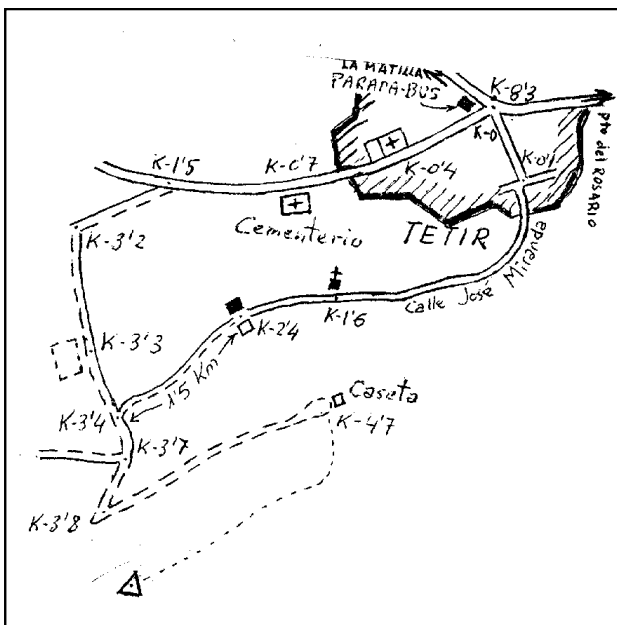 LA MATILLA
PARADA-BUS
K-8'3
K-0
Pto del ROSARIO
K-0'1
K-1'5
K-0'7
K-0'4
Cementerio
TETIR
K-3'2
Calle José Miranda
K-1'6
K-2'4
K-3'3
1'5 Km
Caseta
K-3'4
K-4'7
K-3'7
K-3'8